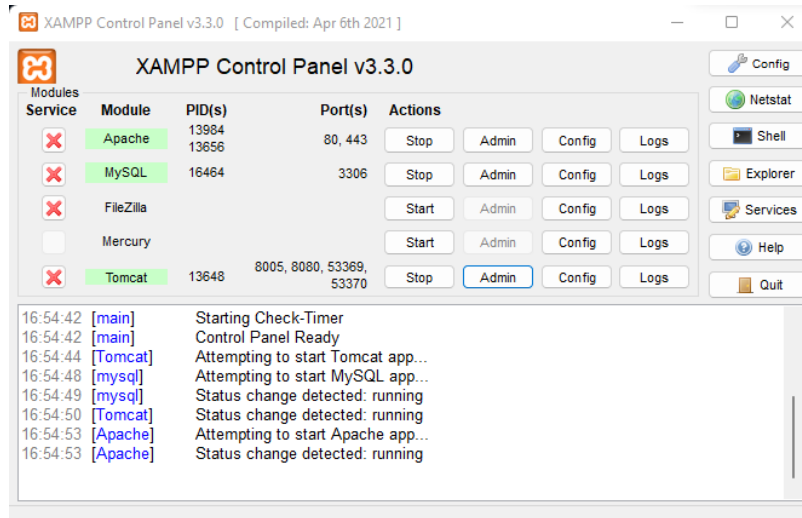 XAMPP Control Panel v3.3.0 [ Compiled: Apr 6th 2021 ]
XAMPP Control Panel v3.3.0
Config
Modules
Netstat
Service Module PID(s) Port(s) Actions
Apache 13984 13656 80, 443 Stop Admin Config Logs
Shell
MySQL 16464 3306 Stop Admin Config Logs
Explorer
FileZilla Start Admin Config Logs
Services
Mercury Start Admin Config Logs
Help
Tomcat 13648 8005, 8080, 53369, 53370 Stop Admin Config Logs
Quit
16:54:42 [main] Starting Check-Timer
16:54:42 [main] Control Panel Ready
16:54:44 [Tomcat] Attempting to start Tomcat app...
16:54:48 [mysql] Attempting to start MySQL app...
16:54:49 [mysql] Status change detected: running
16:54:50 [Tomcat] Status change detected: running
16:54:53 [Apache] Attempting to start Apache app...
16:54:53 [Apache] Status change detected: running